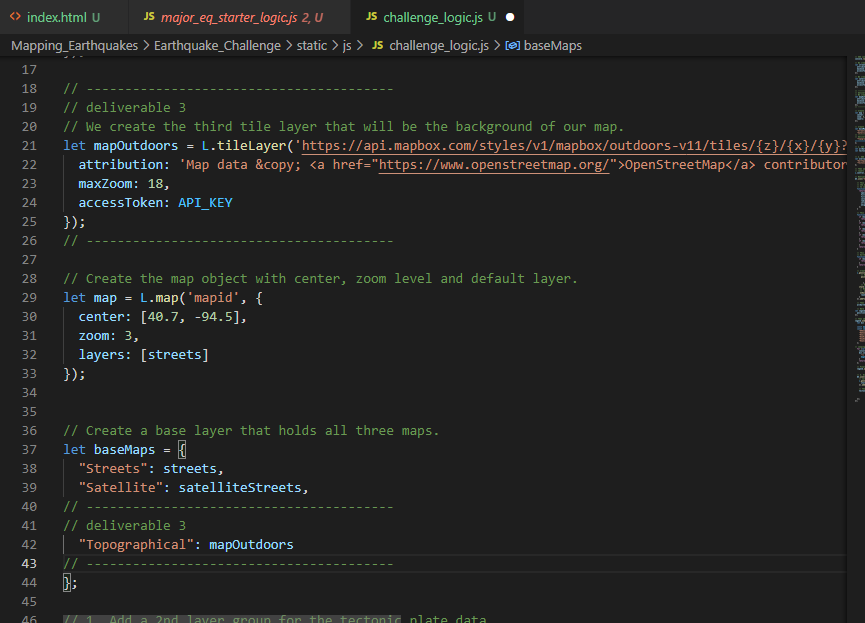 index.html U
JS major_eq_starter_logic.js 2, U
JS challenge_logic.js U
Mapping_Earthquakes > Earthquake_Challenge > static > js > JS challenge_logic.js > baseMaps
17
18 // ----------------------------------------
19 // deliverable 3
20 // We create the third tile layer that will be the background of our map.
21 let mapOutdoors = L.tileLayer('https://api.mapbox.com/styles/v1/mapbox/outdoors-v11/tiles/{z}/{x}/{y}?
22 attribution: 'Map data &copy; <a href="https://www.openstreetmap.org/">OpenStreetMap</a> contributor
23 maxZoom: 18,
24 accessToken: API_KEY
25 });
26 // ----------------------------------------
27
28 // Create the map object with center, zoom level and default layer.
29 let map = L.map('mapid', {
30 center: [40.7, -94.5],
31 zoom: 3,
32 layers: [streets]
33 });
34
35
36 // Create a base layer that holds all three maps.
37 let baseMaps = {
38 "Streets": streets,
39 "Satellite": satelliteStreets,
40 // ----------------------------------------
41 // deliverable 3
42 "Topographical": mapOutdoors
43 // ----------------------------------------
44 };
45
46 // 1. Add a 2nd layer group for the tectonic plate data.